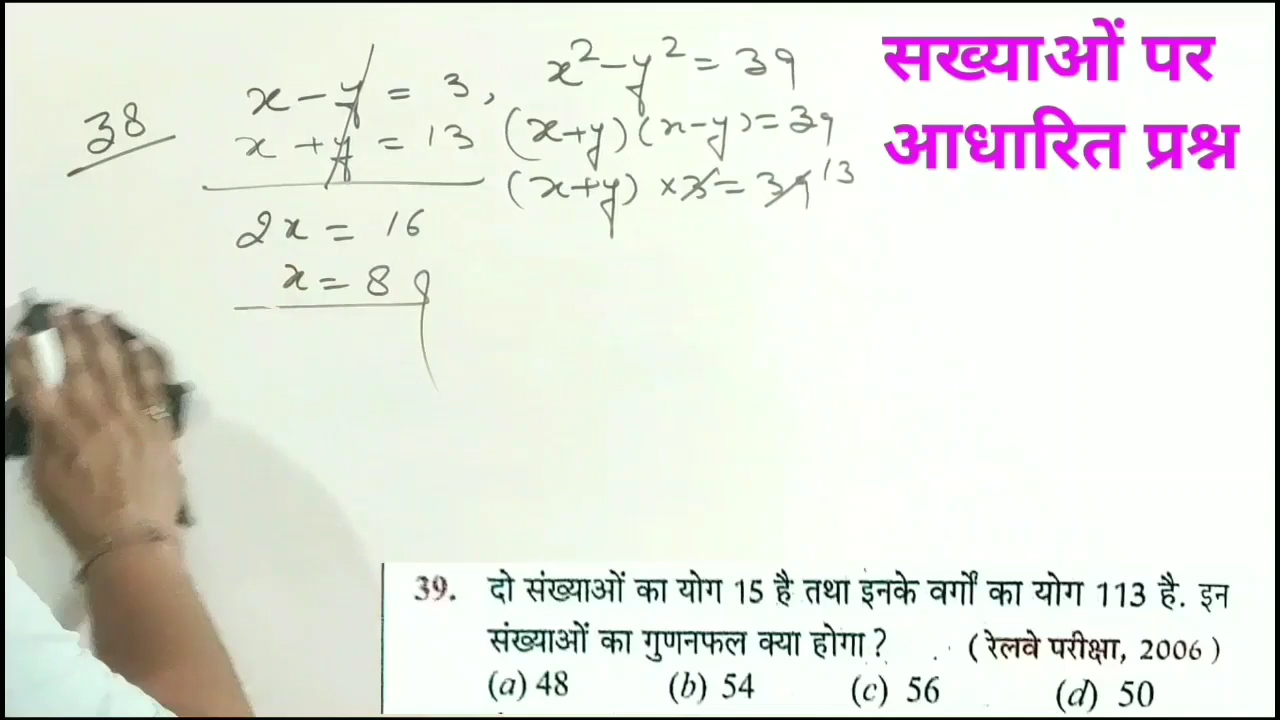 सख्याओं पर
आधारित प्रश्न
38
x - y = 3, x² - y² = 39
x + y = 13 (x+y)(x-y) = 39
(x+y) × 3 = 39 13
2x = 16
x = 8
39. दो संख्याओं का योग 15 है तथा इनके वर्गों का योग 113 है. इन
संख्याओं का गुणनफल क्या होगा ? (रेलवे परीक्षा, 2006)
(a) 48 (b) 54 (c) 56 (d) 50